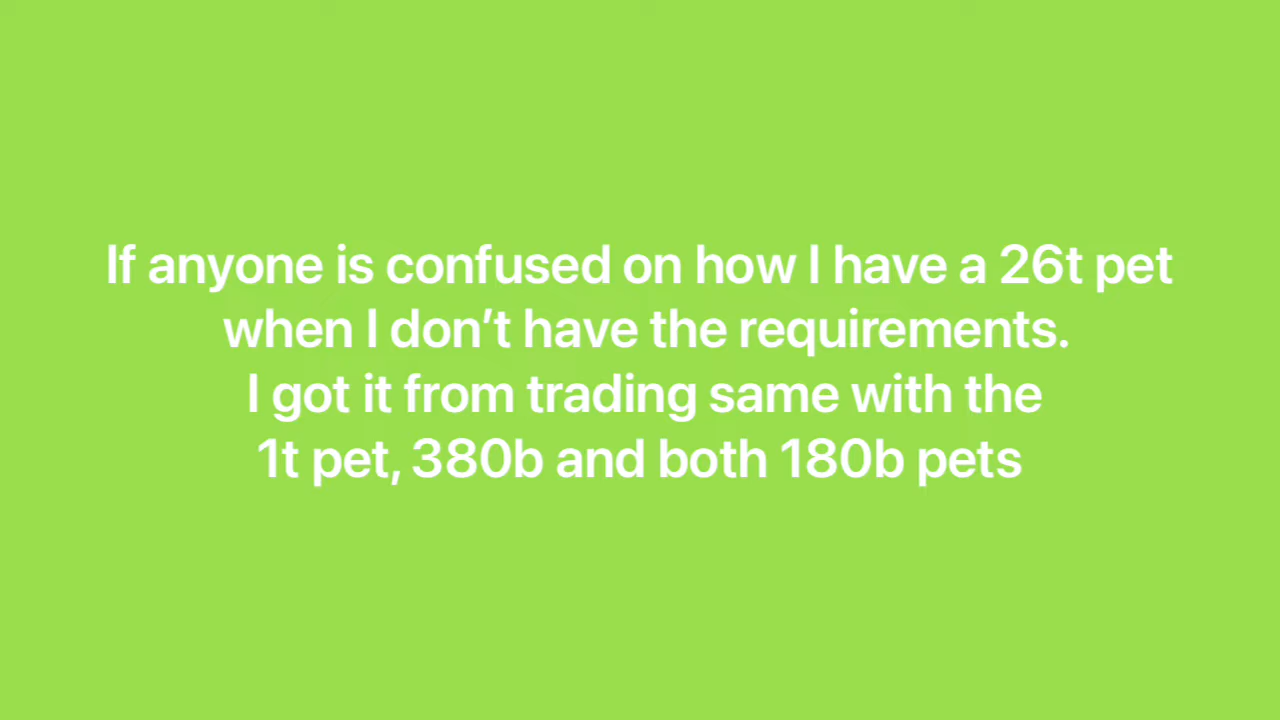 If anyone is confused on how I have a 26t pet
when I don’t have the requirements.
I got it from trading same with the
1t pet, 380b and both 180b pets